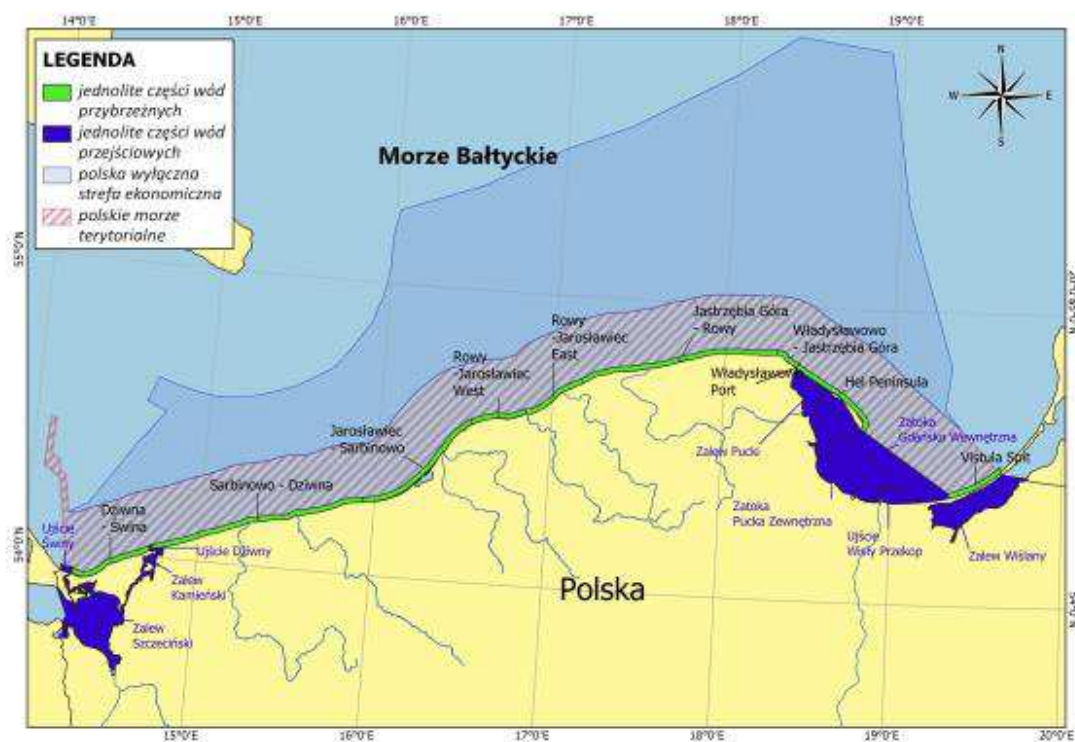 14°0'E 15°0'E 16°0'E 17°0'E 18°0'E 19°0'E
LEGENDA
jednolite części wód
przybrzeżnych
jednolite części wód
przejściowych
polska wyłączna
strefa ekonomiczna
polskie morze
terytorialne
N
W E
S
Morze Bałtyckie
55°0'N
54°0'N
Jastrzębia Góra
- Rowy
Rowy
-Jarosławiec
East
Władysławowo
- Jastrzębia Góra
Rowy
-Jarosławiec
West
Władysławowo
Port
Hel Peninsula
Jarosławiec
- Sarbinowo
Zatoka
Gdańska Wewnętrzna
Zalew Pucki
Vistula Spit
Sarbinowo - Dziwna
Dziwna
- Świna
Zatoka
Pucka Zewnętrzna
Ujście
Świny
Ujście Dziwny
Ujście
Wisły Przekop
Zalew Wiślany
Zalew
Kamieński
Polska
Zalew
Szczeciński
15°0'E 16°0'E 17°0'E 18°0'E 19°0'E 20°0'E